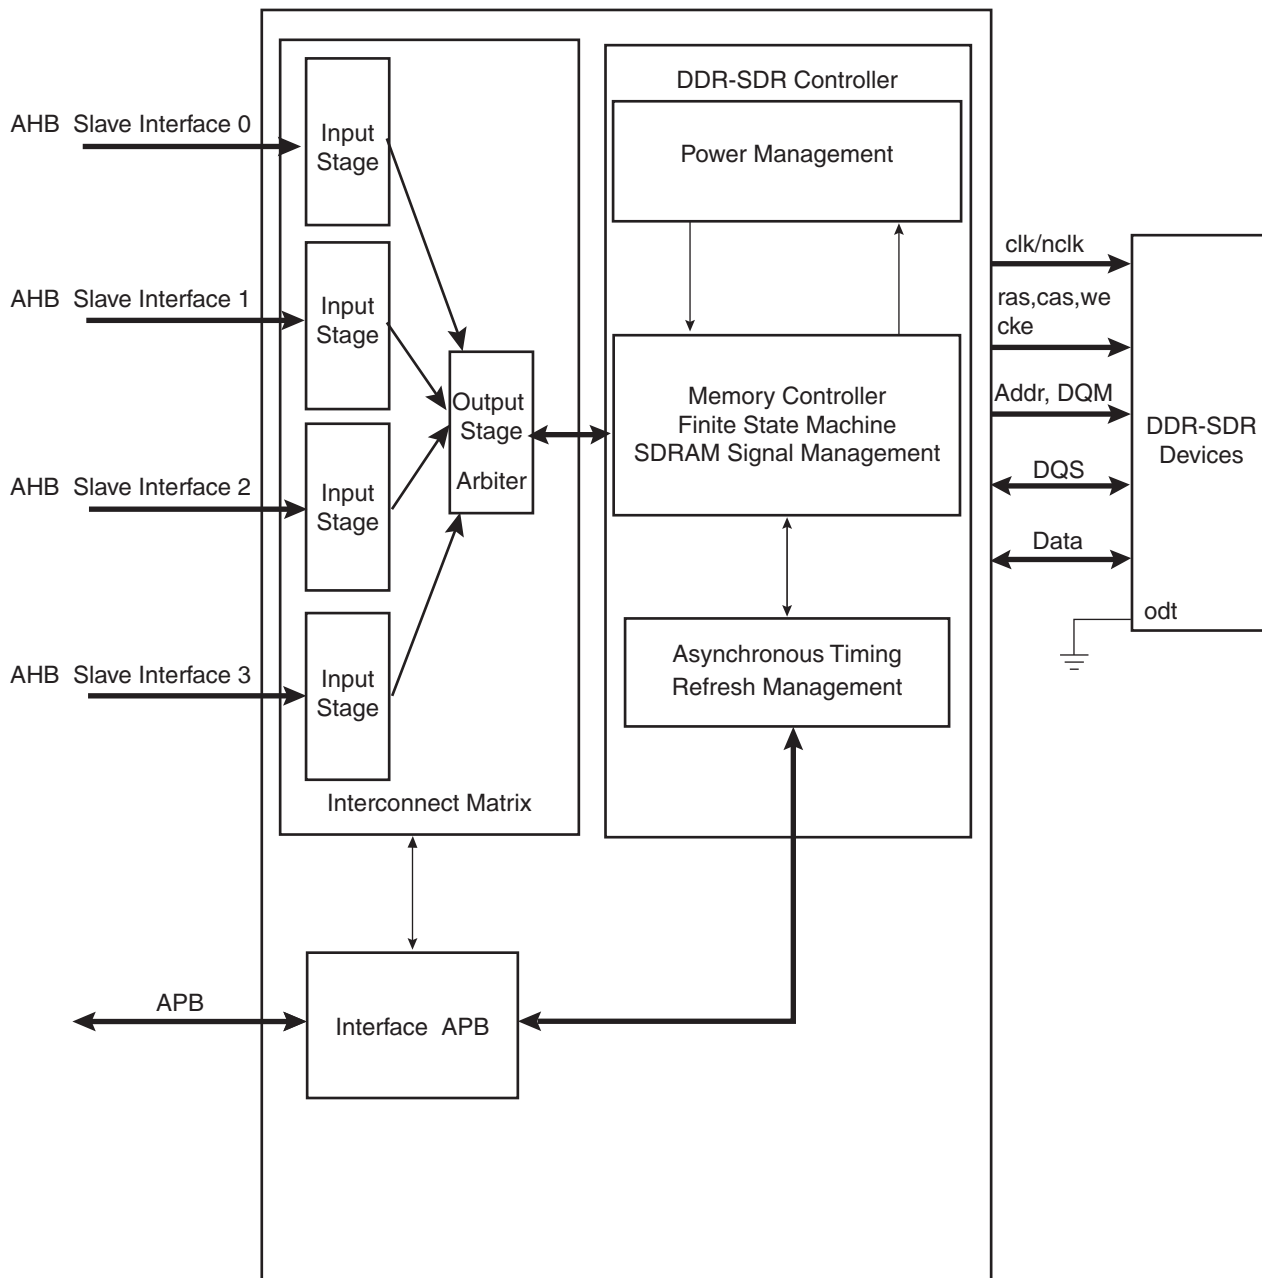 DDR-SDR Controller
AHB Slave Interface 0
Input
Stage
Power Management
clk/nclk
AHB Slave Interface 1
Input
Stage
ras,cas,we
cke
Addr, DQM
Output
Stage
Arbiter
Memory Controller
Finite State Machine
SDRAM Signal Management
DDR-SDR
Devices
AHB Slave Interface 2
Input
Stage
DQS
Data
odt
AHB Slave Interface 3
Input
Stage
Asynchronous Timing
Refresh Management
Interconnect Matrix
APB
Interface APB